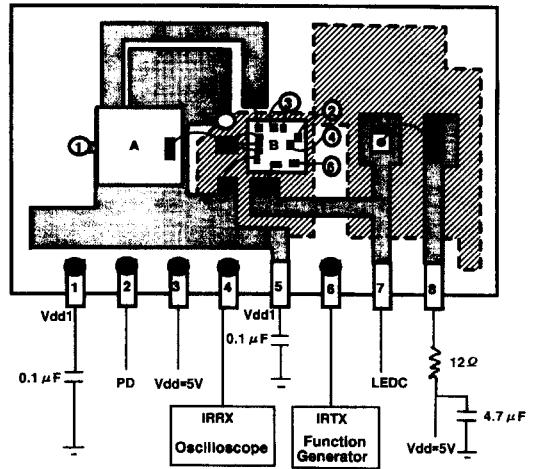 3
2
1
A
B
4
5
1
2
3
4
5
6
7
8
Vdd1
Vdd1
0.1 μF
12Ω
0.1 μF
PD
Vdd=5V
LEDC
4.7 μF
IRRX
Oscilloscope
IRTX
Function
Generator
Vdd=5V